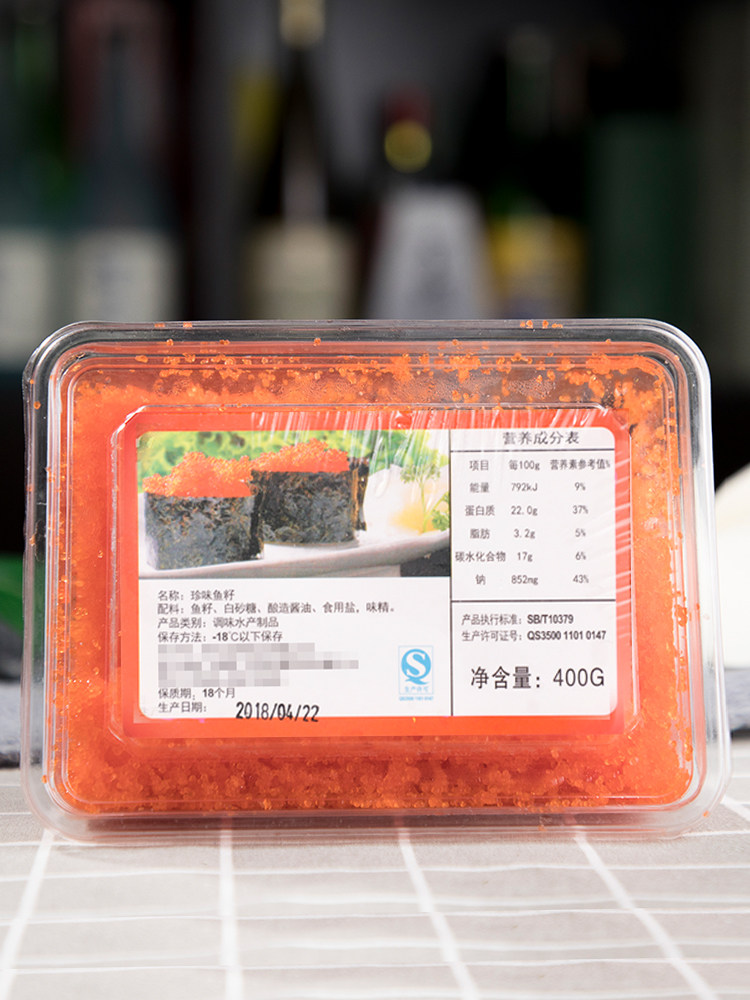 营养成分表
项目 每100g 营养素参考值%
能量 792kJ 9%
蛋白质 22.0g 37%
脂肪 3.2g 5%
碳水化合物 17g 6%
钠 852mg 43%
名称：珍味鱼籽
配料：鱼籽、白砂糖、酿造酱油、食用盐，味精。
产品类别：调味水产制品
保存方法：-18℃以下保存
保质期：18个月
生产日期：
2018/04/22
生产许可
产品执行标准：SB/T10379
生产许可证号：QS3500 1101 0147
净含量：400G